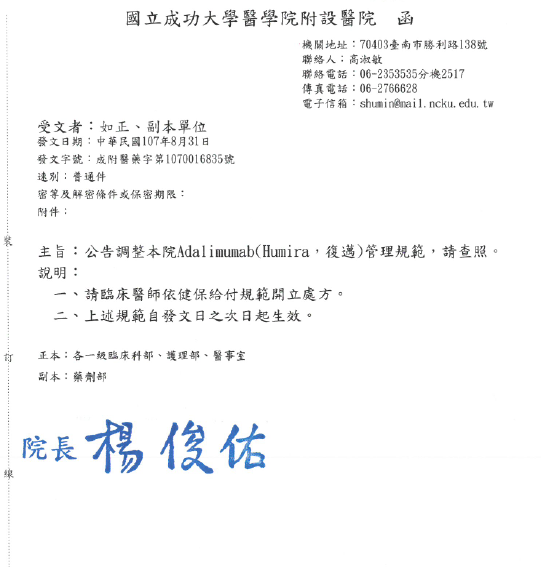 國立成功大學醫學院附設醫院　函
機關地址：70403臺南市勝利路138號
聯絡人：高淑敏
聯絡電話：06-2353535分機2517
傳真電話：06-2766628
電子信箱：shumin@mail.ncku.edu.tw
受文者：如正、副本單位
發文日期：中華民國107年8月31日
發文字號：成附醫藥字第1070016835號
速別：普通件
密等及解密條件或保密期限：
附件：
主旨：公告調整本院Adalimumab(Humira，復邁)管理規範，請查照。
說明：
一、請臨床醫師依健保給付規範開立處方。
二、上述規範自發文日之次日起生效。
正本：各一級臨床科部、護理部、醫事室
副本：藥劑部
院長 楊俊佑
裝
訂
線